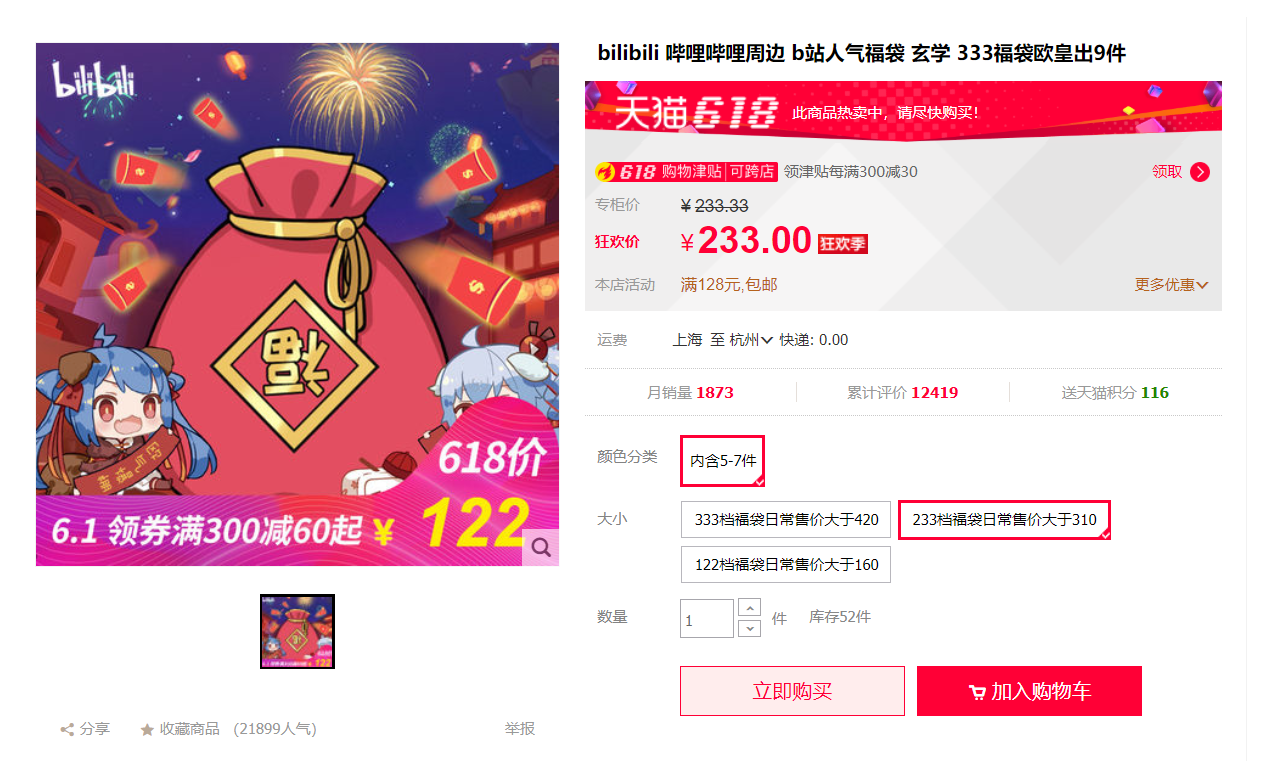 bilibili 哔哩哔哩周边 b站人气福袋 玄学 333福袋欧皇出9件
bilibili
天猫618 此商品热卖中，请尽快购买！
618 购物津贴 可跨店 领津贴每满300减30 领取
专柜价 ¥ 233.33
狂欢价 ¥ 233.00 狂欢季
本店活动 满128元,包邮 更多优惠
福
运费 上海 至 杭州 快递: 0.00
月销量 1873 累计评价 12419 送天猫积分 116
颜色分类 内含5-7件
618价
大小 333档福袋日常售价大于420 233档福袋日常售价大于310
122档福袋日常售价大于160
6.1 领券满300减60起 ¥ 122
数量 1 件 库存52件
立即购买 加入购物车
分享 收藏商品 (21899人气) 举报